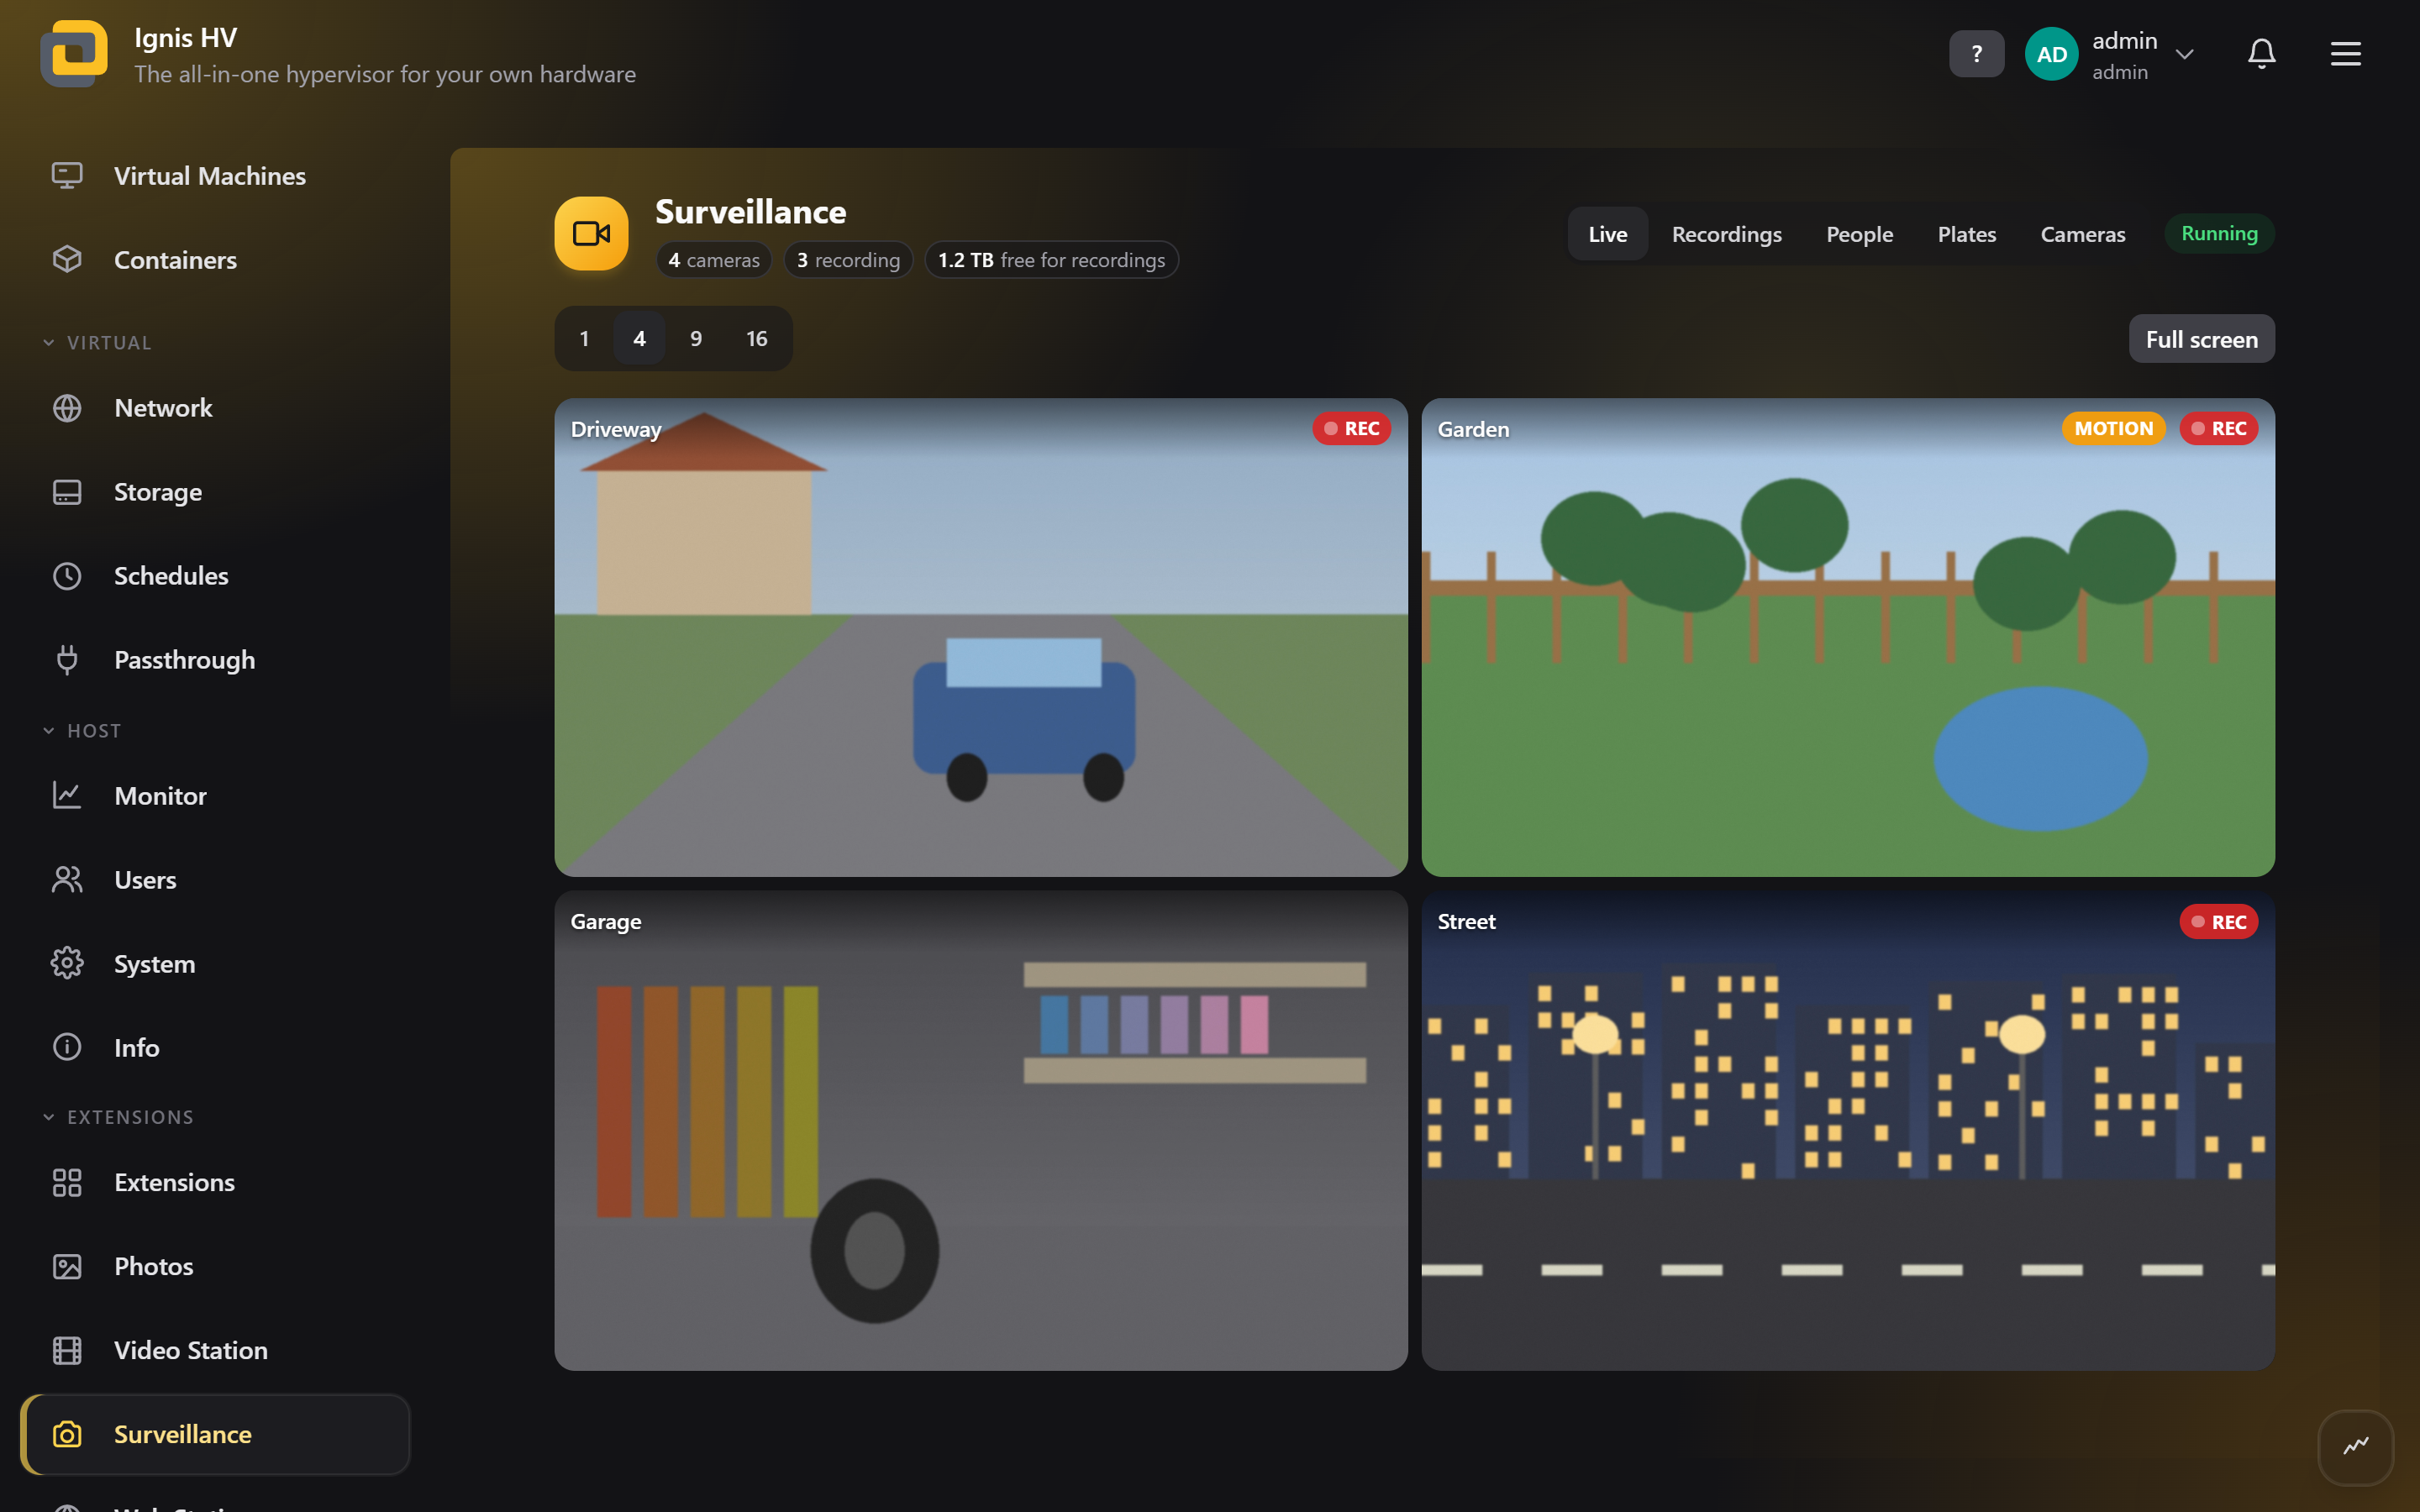 Ignis HV
The all-in-one hypervisor for your own hardware
?
AD
admin
admin
Virtual Machines
Containers
VIRTUAL
Network
Storage
Schedules
Passthrough
HOST
Monitor
Users
System
Info
EXTENSIONS
Extensions
Photos
Video Station
Surveillance
Surveillance
4 cameras
3 recording
1.2 TB free for recordings
Live
Recordings
People
Plates
Cameras
Running
1
4
9
16
Full screen
Driveway
REC
Garden
MOTION
REC
Garage
Street
REC